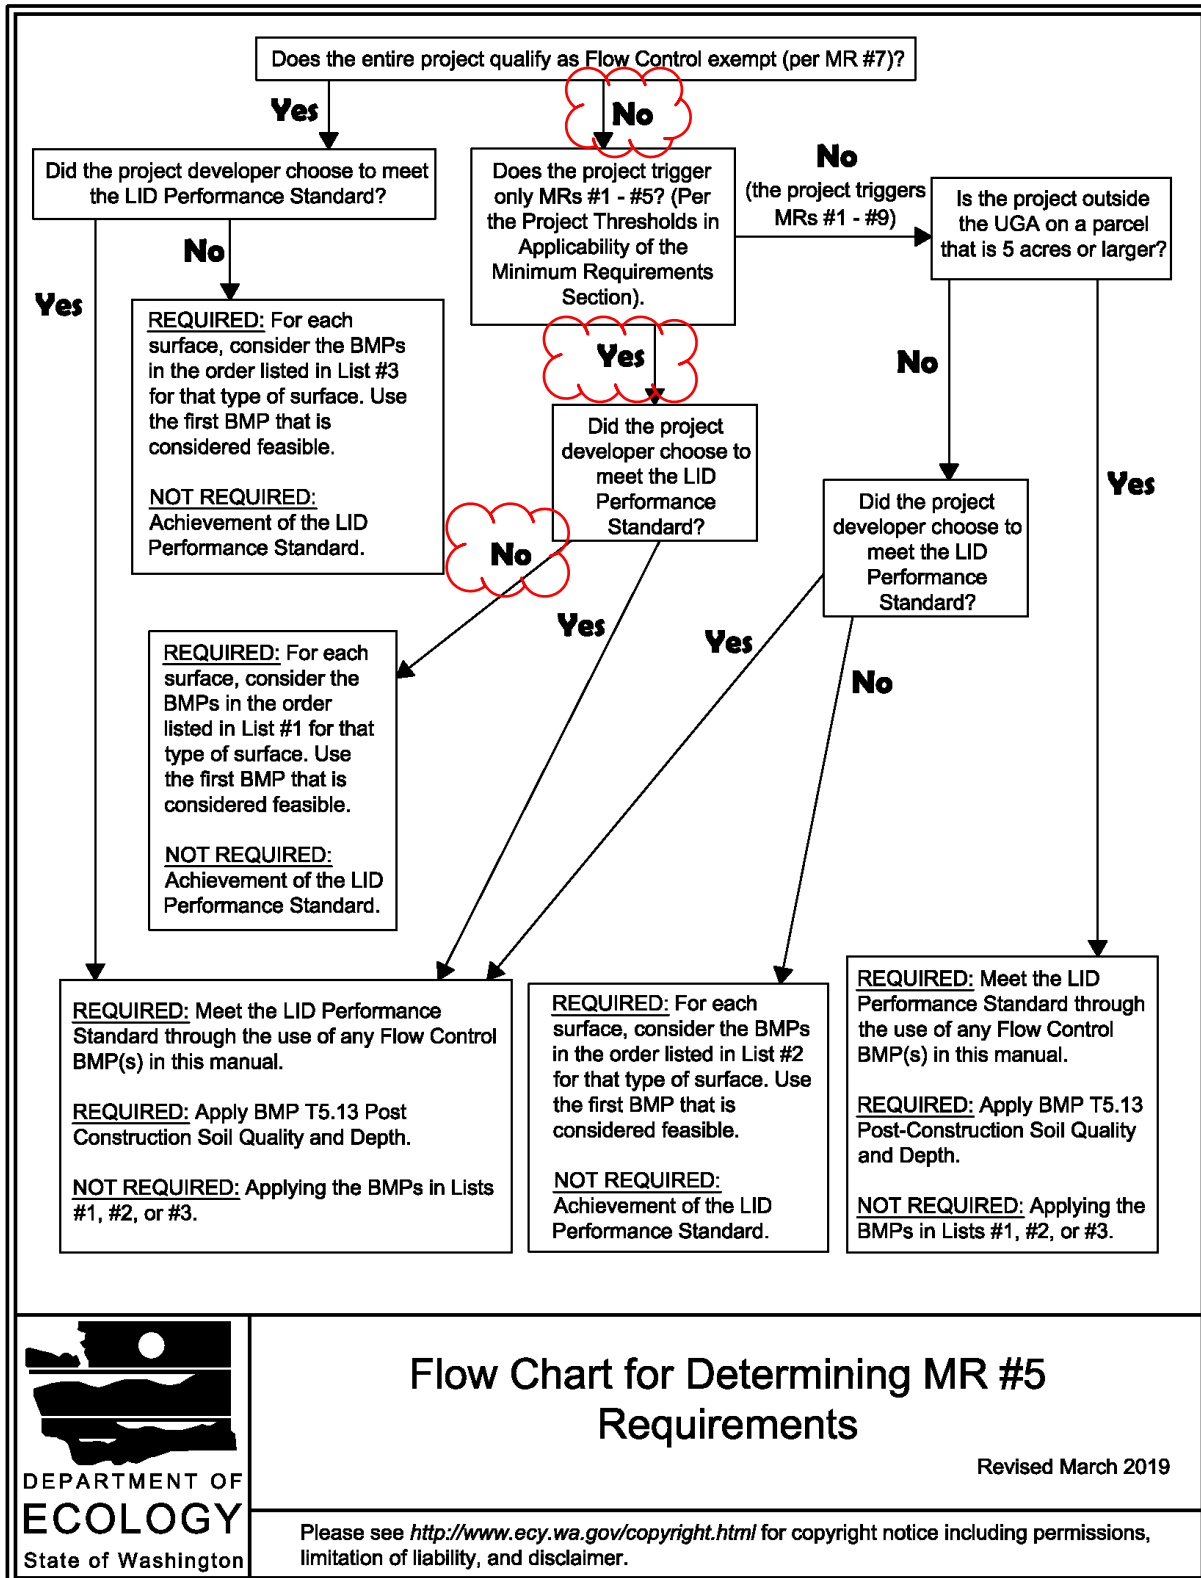 Does the entire project qualify as Flow Control exempt (per MR #7)?
Yes
No
Did the project developer choose to meet
the LID Performance Standard?
Does the project trigger
only MRs #1 - #5? (Per
the Project Thresholds in
Applicability of the
Minimum Requirements
Section).
No
(the project triggers
MRs #1 - #9)
Is the project outside
the UGA on a parcel
that is 5 acres or larger?
No
Yes
REQUIRED: For each
surface, consider the BMPs
in the order listed in List #3
for that type of surface. Use
the first BMP that is
considered feasible.
NOT REQUIRED:
Achievement of the LID
Performance Standard.
Yes
No
Yes
Did the project
developer choose to
meet the LID
Performance
Standard?
Did the project
developer choose to
meet the LID
Performance
Standard?
No
Yes
Yes
No
REQUIRED: For each
surface, consider the
BMPs in the order
listed in List #1 for that
type of surface. Use
the first BMP that is
considered feasible.
NOT REQUIRED:
Achievement of the LID
Performance Standard.
REQUIRED: Meet the LID Performance
Standard through the use of any Flow Control
BMP(s) in this manual.
REQUIRED: Apply BMP T5.13 Post
Construction Soil Quality and Depth.
NOT REQUIRED: Applying the BMPs in Lists
#1, #2, or #3.
REQUIRED: For each
surface, consider the BMPs
in the order listed in List #2
for that type of surface. Use
the first BMP that is
considered feasible.
NOT REQUIRED:
Achievement of the LID
Performance Standard.
REQUIRED: Meet the LID
Performance Standard through
the use of any Flow Control
BMP(s) in this manual.
REQUIRED: Apply BMP T5.13
Post-Construction Soil Quality
and Depth.
NOT REQUIRED: Applying the
BMPs in Lists #1, #2, or #3.
DEPARTMENT OF
ECOLOGY
State of Washington
Flow Chart for Determining MR #5
Requirements
Revised March 2019
Please see http://www.ecy.wa.gov/copyright.html for copyright notice including permissions,
limitation of liability, and disclaimer.